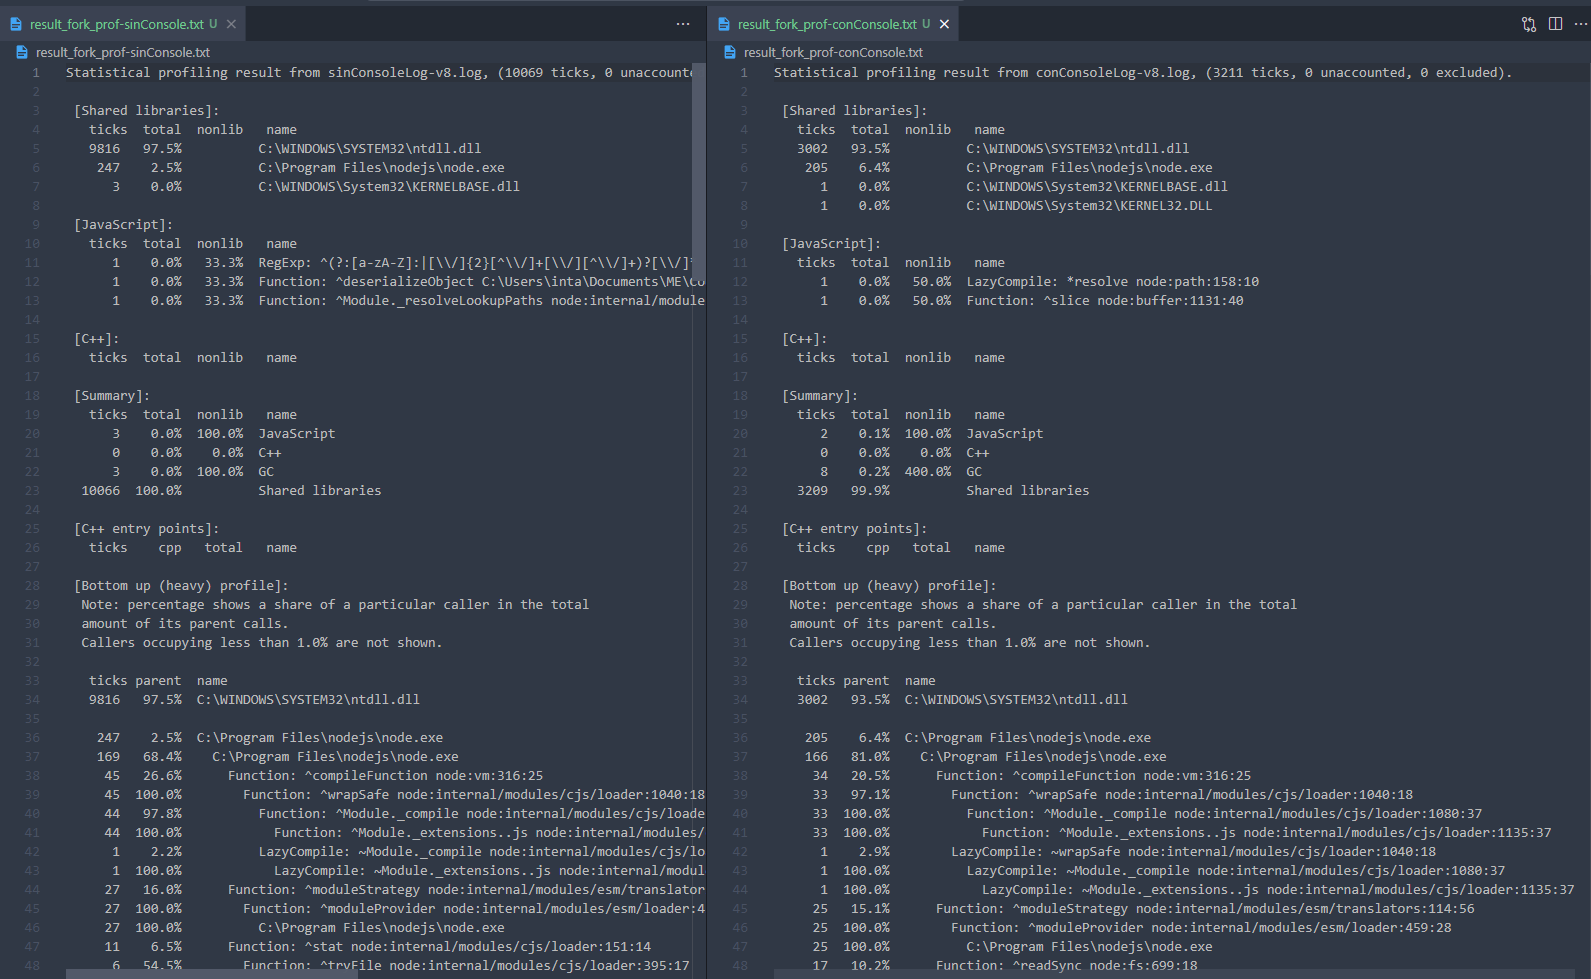 result_fork_prof-sinConsole.txt U
result_fork_prof-sinConsole.txt
1 Statistical profiling result from sinConsoleLog-v8.log, (10069 ticks, 0 unaccounte
2
3 [Shared libraries]:
4 ticks total nonlib name
5 9816 97.5% C:\WINDOWS\SYSTEM32\ntdll.dll
6 247 2.5% C:\Program Files\nodejs\node.exe
7 3 0.0% C:\WINDOWS\System32\KERNELBASE.dll
8
9 [JavaScript]:
10 ticks total nonlib name
11 1 0.0% 33.3% RegExp: ^(?:[a-zA-Z]:|[\\/]{2}[^\\/]+[\\/][^\\/]+)?[\\/]
12 1 0.0% 33.3% Function: ^deserializeObject C:\Users\inta\Documents\ME\Co
13 1 0.0% 33.3% Function: ^Module._resolveLookupPaths node:internal/module
14
15 [C++]:
16 ticks total nonlib name
17
18 [Summary]:
19 ticks total nonlib name
20 3 0.0% 100.0% JavaScript
21 0 0.0% 0.0% C++
22 3 0.0% 100.0% GC
23 10066 100.0% Shared libraries
24
25 [C++ entry points]:
26 ticks cpp total name
27
28 [Bottom up (heavy) profile]:
29 Note: percentage shows a share of a particular caller in the total
30 amount of its parent calls.
31 Callers occupying less than 1.0% are not shown.
32
33 ticks parent name
34 9816 97.5% C:\WINDOWS\SYSTEM32\ntdll.dll
35
36 247 2.5% C:\Program Files\nodejs\node.exe
37 169 68.4% C:\Program Files\nodejs\node.exe
38 45 26.6% Function: ^compileFunction node:vm:316:25
39 45 100.0% Function: ^wrapSafe node:internal/modules/cjs/loader:1040:18
40 44 97.8% Function: ^Module._compile node:internal/modules/cjs/loade
41 44 100.0% Function: ^Module._extensions..js node:internal/modules/
42 1 2.2% LazyCompile: ~Module._compile node:internal/modules/cjs/lo
43 1 100.0% LazyCompile: ~Module._extensions..js node:internal/modul
44 27 16.0% Function: ^moduleStrategy node:internal/modules/esm/translator
45 27 100.0% Function: ^moduleProvider node:internal/modules/esm/loader:4
46 27 100.0% C:\Program Files\nodejs\node.exe
47 11 6.5% Function: ^stat node:internal/modules/cjs/loader:151:14
48 6 54.5% Function: ^tryFile node:internal/modules/cjs/loader:395:17
result_fork_prof-conConsole.txt U
result_fork_prof-conConsole.txt
1 Statistical profiling result from conConsoleLog-v8.log, (3211 ticks, 0 unaccounted, 0 excluded).
2
3 [Shared libraries]:
4 ticks total nonlib name
5 3002 93.5% C:\WINDOWS\SYSTEM32\ntdll.dll
6 205 6.4% C:\Program Files\nodejs\node.exe
7 1 0.0% C:\WINDOWS\System32\KERNELBASE.dll
8 1 0.0% C:\WINDOWS\System32\KERNEL32.DLL
9
10 [JavaScript]:
11 ticks total nonlib name
12 1 0.0% 50.0% LazyCompile: *resolve node:path:158:10
13 1 0.0% 50.0% Function: ^slice node:buffer:1131:40
14
15 [C++]:
16 ticks total nonlib name
17
18 [Summary]:
19 ticks total nonlib name
20 2 0.1% 100.0% JavaScript
21 0 0.0% 0.0% C++
22 8 0.2% 400.0% GC
23 3209 99.9% Shared libraries
24
25 [C++ entry points]:
26 ticks cpp total name
27
28 [Bottom up (heavy) profile]:
29 Note: percentage shows a share of a particular caller in the total
30 amount of its parent calls.
31 Callers occupying less than 1.0% are not shown.
32
33 ticks parent name
34 3002 93.5% C:\WINDOWS\SYSTEM32\ntdll.dll
35
36 205 6.4% C:\Program Files\nodejs\node.exe
37 166 81.0% C:\Program Files\nodejs\node.exe
38 34 20.5% Function: ^compileFunction node:vm:316:25
39 33 97.1% Function: ^wrapSafe node:internal/modules/cjs/loader:1040:18
40 33 100.0% Function: ^Module._compile node:internal/modules/cjs/loader:1080:37
41 33 100.0% Function: ^Module._extensions..js node:internal/modules/cjs/loader:1135:37
42 1 2.9% LazyCompile: ~wrapSafe node:internal/modules/cjs/loader:1040:18
43 1 100.0% LazyCompile: ~Module._compile node:internal/modules/cjs/loader:1080:37
44 1 100.0% LazyCompile: ~Module._extensions..js node:internal/modules/cjs/loader:1135:37
45 25 15.1% Function: ^moduleStrategy node:internal/modules/esm/translators:114:56
46 25 100.0% Function: ^moduleProvider node:internal/modules/esm/loader:459:28
47 25 100.0% C:\Program Files\nodejs\node.exe
48 17 10.2% Function: ^readSync node:fs:699:18